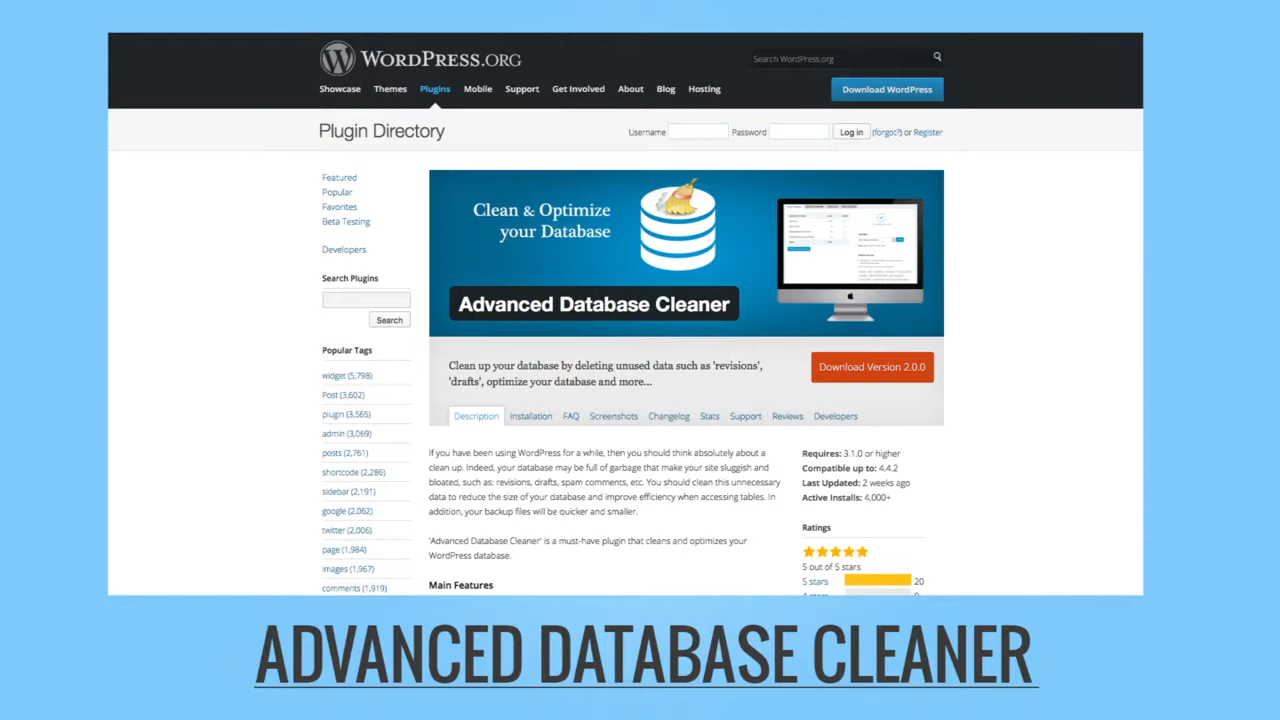 WORDPRESS.ORG
Search WordPress.org
Showcase Themes Plugins Mobile Support Get Involved About Blog Hosting
Download WordPress
Plugin Directory
Username Password Log in (forgot?) or Register
Featured
Popular
Favorites
Beta Testing
Developers
Search Plugins
Search
Popular Tags
widget (5,798)
Post (3,602)
plugin (3,565)
admin (3,069)
posts (2,761)
shortcode (2,286)
sidebar (2,191)
google (2,062)
twitter (2,006)
page (1,984)
images (1,967)
comments (1,919)
Clean & Optimize
your Database
Advanced Database Cleaner
Clean up your database by deleting unused data such as 'revisions',
'drafts', optimize your database and more...
Download Version 2.0.0
Description Installation FAQ Screenshots Changelog Stats Support Reviews Developers
If you have been using WordPress for a while, then you should think absolutely about a
clean up. Indeed, your database may be full of garbage that make your site sluggish and
bloated, such as: revisions, drafts, spam comments, etc. You should clean this unnecessary
data to reduce the size of your database and improve efficiency when accessing tables. In
addition, your backup files will be quicker and smaller.
'Advanced Database Cleaner' is a must-have plugin that cleans and optimizes your
WordPress database.
Main Features
Requires: 3.1.0 or higher
Compatible up to: 4.4.2
Last Updated: 2 weeks ago
Active Installs: 4,000+
Ratings
5 out of 5 stars
5 stars 20
ADVANCED DATABASE CLEANER